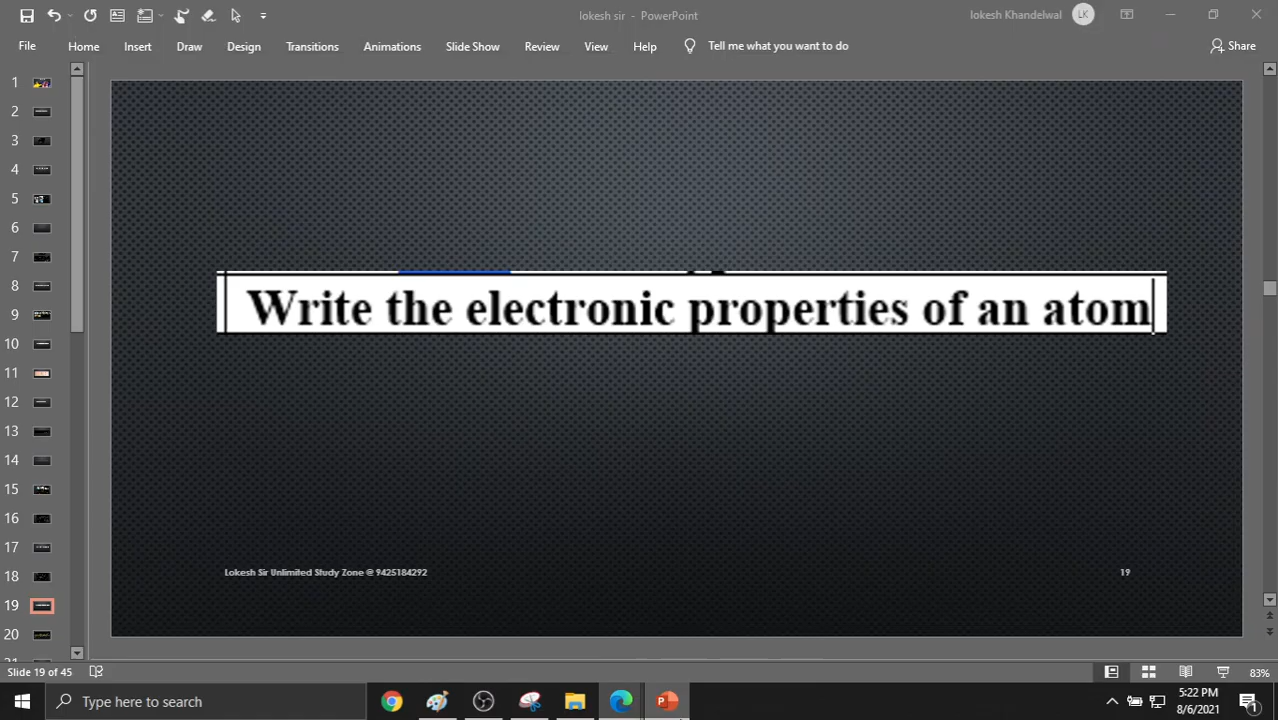 lokesh sir - PowerPoint
lokesh Khandelwal
LK
File Home Insert Draw Design Transitions Animations Slide Show Review View Help Tell me what you want to do Share
1
2
3
4
5
6
7
8
9
10
11
12
13
14
15
16
17
18
19
20
Write the electronic properties of an atom
Lokesh Sir Unlimited Study Zone @ 9425184292
19
Slide 19 of 45
83%
Type here to search
5:22 PM
8/6/2021
1